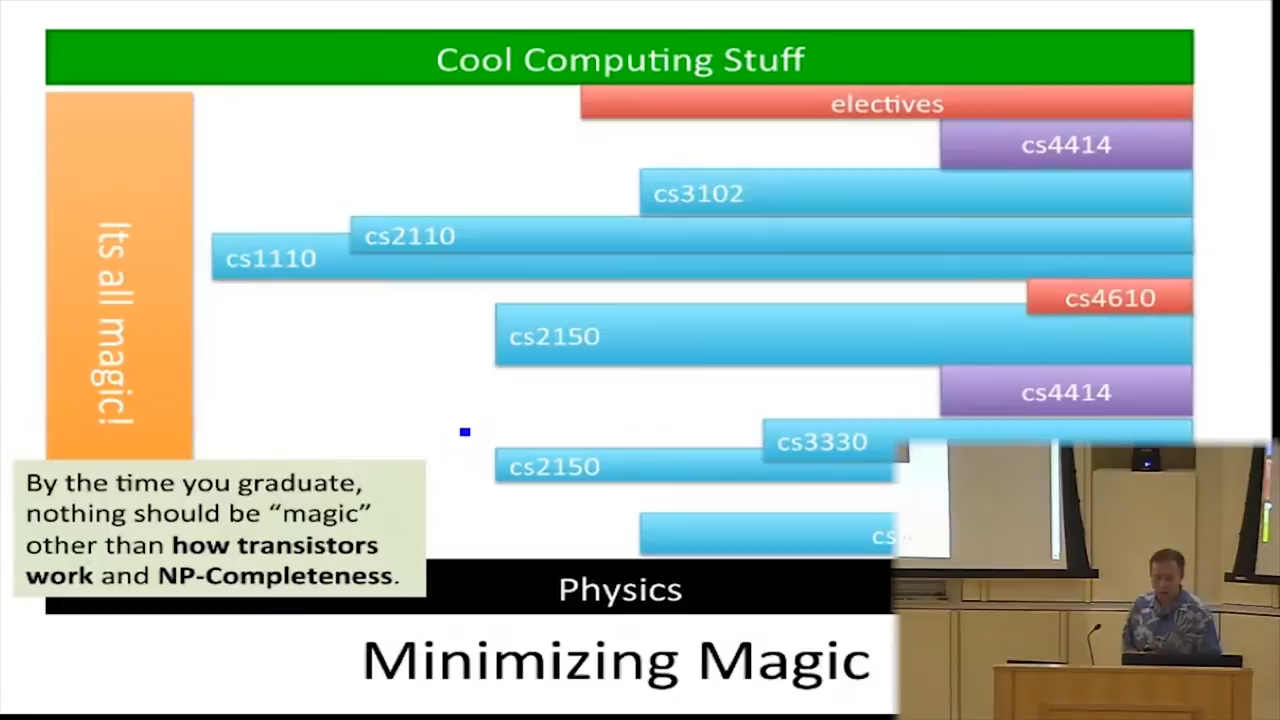 Cool Computing Stuff
electives
cs4414
cs3102
cs2110
cs1110
Its all magic!
cs4610
cs2150
cs4414
cs3330
cs2150
By the time you graduate,
nothing should be “magic”
other than how transistors
work and NP-Completeness.
Physics
Minimizing Magic